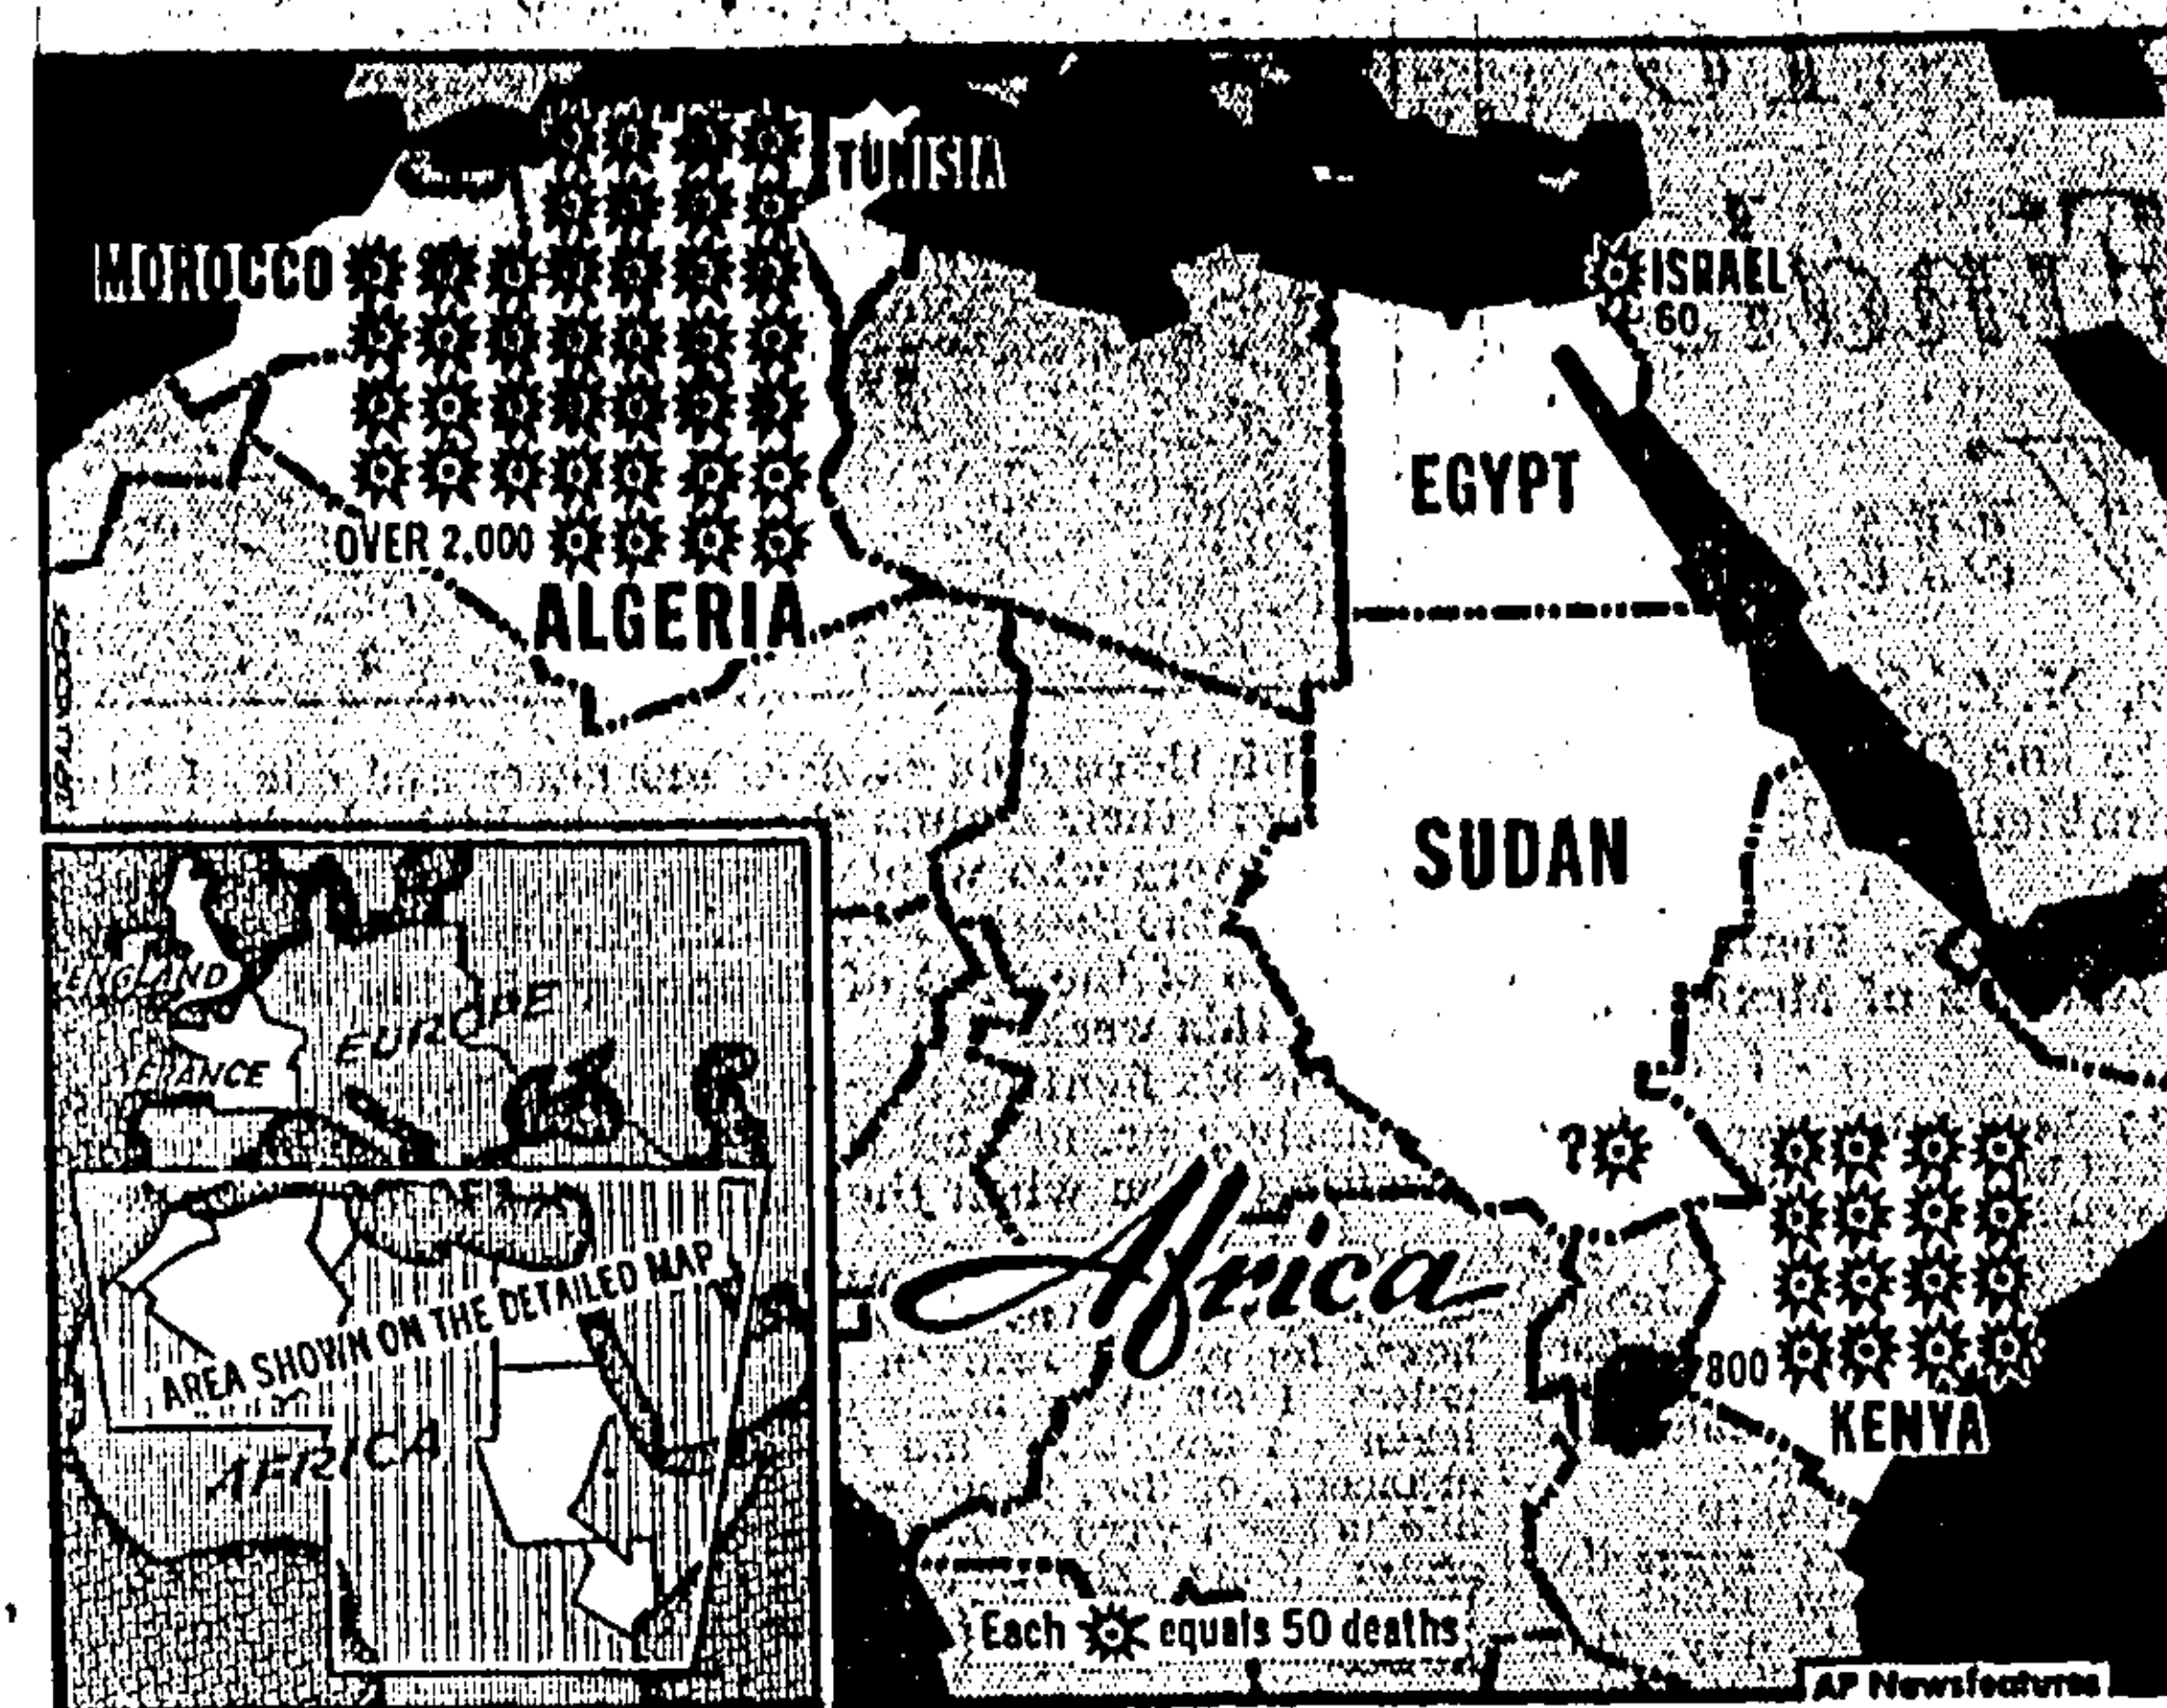 TUNISIA
MOROCCO
ISRAEL
60
EGYPT
OVER 2,000
ALGERIA
SUDAN
ENGLAND
EUROPE
FRANCE
?
Africa
AREA SHOWN ON THE DETAILED MAP
800
KENYA
AFRICA
Each equals 50 deaths
AP Newsfeatures